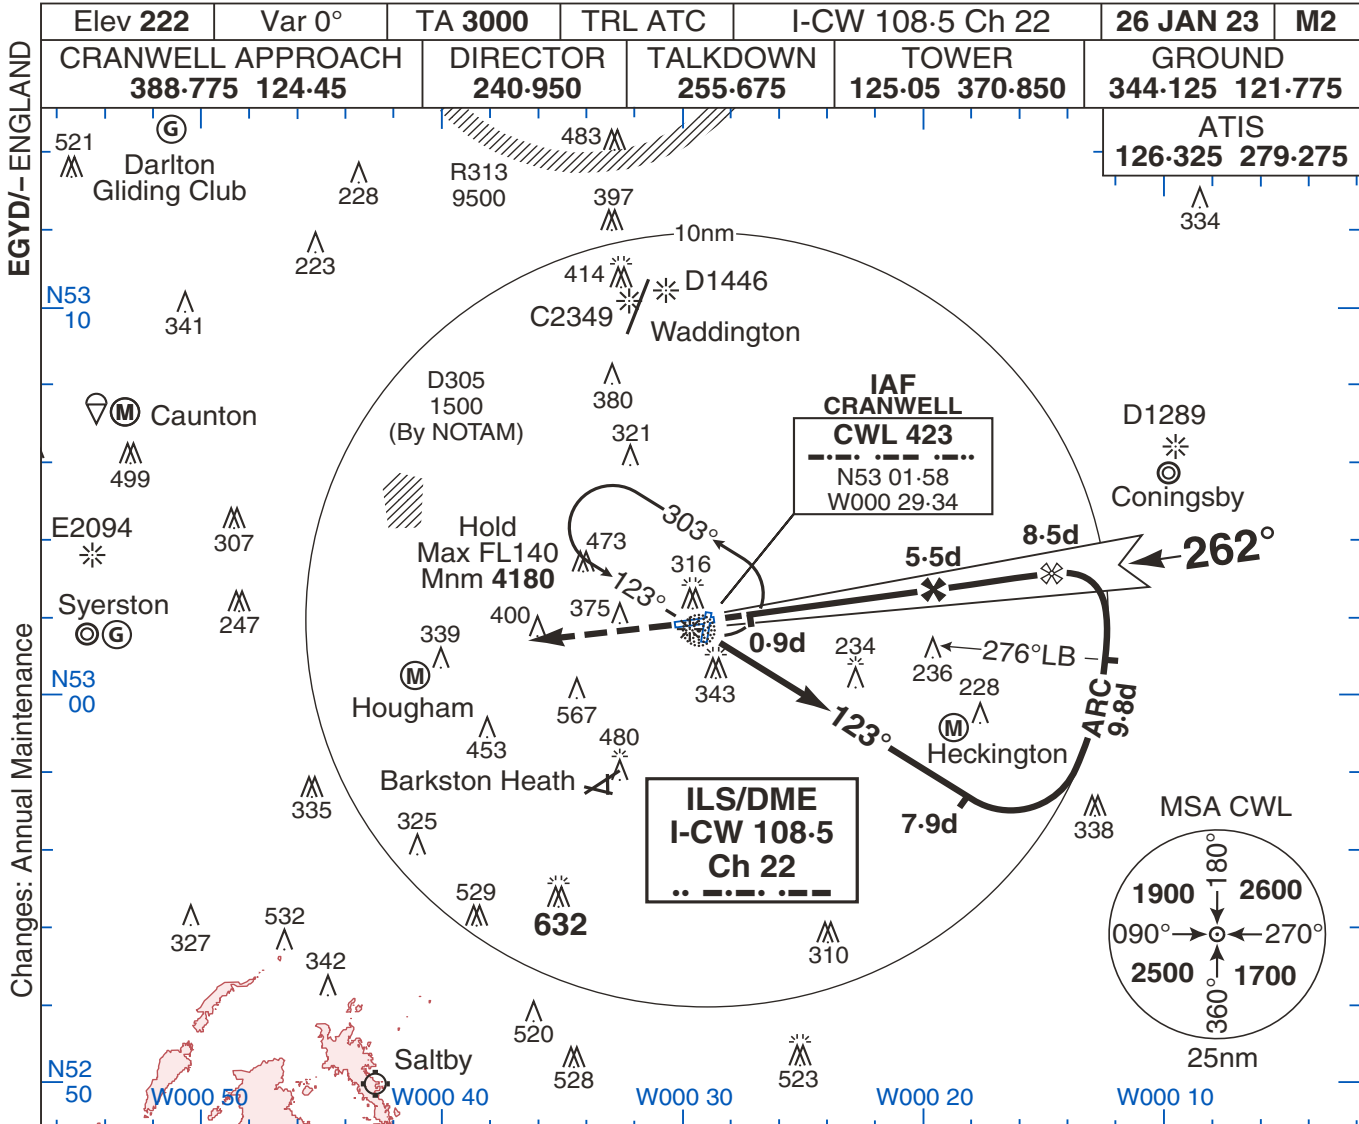 Elev 222
Var 0°
TA 3000
TRL ATC
I-CW 108·5 Ch 22
26 JAN 23
M2
CRANWELL APPROACH
388·775 124·45
DIRECTOR
240·950
TALKDOWN
255·675
TOWER
125·05 370·850
GROUND
344·125 121·775
ATIS
126·325 279·275
EGYD/– ENGLAND
Changes: Annual Maintenance
521
G
Darlton
Gliding Club
228
223
R313
9500
483
397
334
10nm
414
D1446
C2349
Waddington
N53
10
341
D305
1500
(By NOTAM)
380
321
IAF
CRANWELL
CWL 423
N53 01·58
W000 29·34
D1289
Coningsby
M
Caunton
499
E2094
307
Syerston
G
247
Hold
Max FL140
Mnm 4180
473
303°
123°
316
375
400
339
M
Hougham
5·5d
8·5d
262°
0·9d
343
234
236
276°LB
228
M
Heckington
ARC
9·8d
123°
7·9d
N53
00
567
453
480
Barkston Heath
335
325
ILS/DME
I-CW 108·5
Ch 22
338
MSA CWL
180°
1900
2600
090°
270°
2500
1700
360°
25nm
529
632
310
327
532
342
520
528
523
Saltby
N52
50
W000 50
W000 40
W000 30
W000 20
W000 10